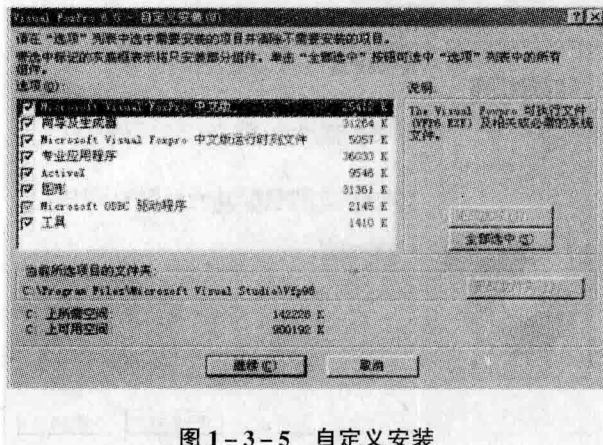 Visual FoxPro 6.0 - 自定义安装
请在“选项”列表中选中需要安装的项目并清除不需要安装的项目。
带选中标记的灰底框表示将只安装部分组件。单击“全部选中”按钮可选中“选项”列表中的所有
组件。
选项(O):
说明:
Microsoft Visual FoxPro 中文版
向导及生成器 31264 K
Microsoft Visual Foxpro 中文版运行时刻文件 5057 K
专业应用程序 36033 K
ActiveX 9546 K
图形 31361 K
Microsoft ODBC 驱动程序 2145 K
工具 1410 K
The Visual Foxpro 可执行文件
(VFP6.EXE) 及相关或必需的系统
文件。
全部选中(S)
当前所选项目的文件夹:
C:\Program Files\Microsoft Visual Studio\Vfp98
C: 上所需空间: 142228 K
C: 上可用空间: 900192 K
继续(C)
取消
图 1-3-5 自定义安装